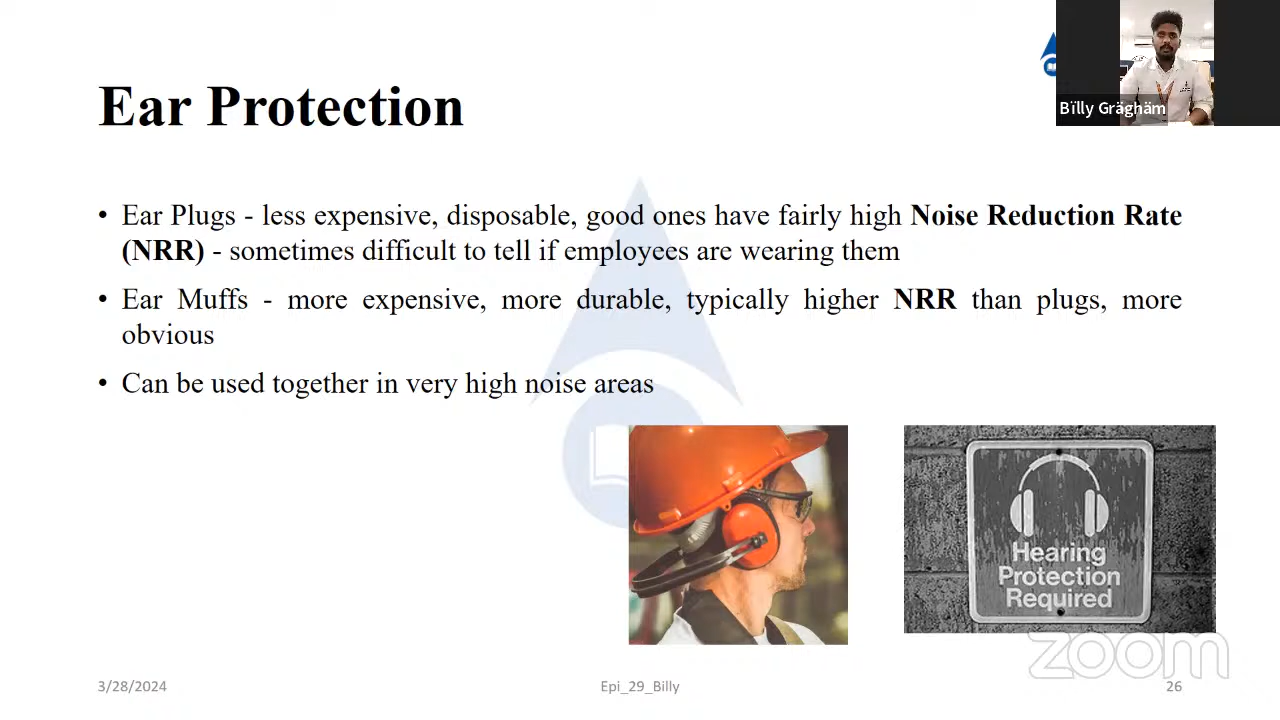 Billy Gräghäm
Ear Protection
• Ear Plugs - less expensive, disposable, good ones have fairly high Noise Reduction Rate
(NRR) - sometimes difficult to tell if employees are wearing them
• Ear Muffs - more expensive, more durable, typically higher NRR than plugs, more
obvious
• Can be used together in very high noise areas
Hearing
Protection
Required
zoom
3/28/2024
Epi_29_Billy
26